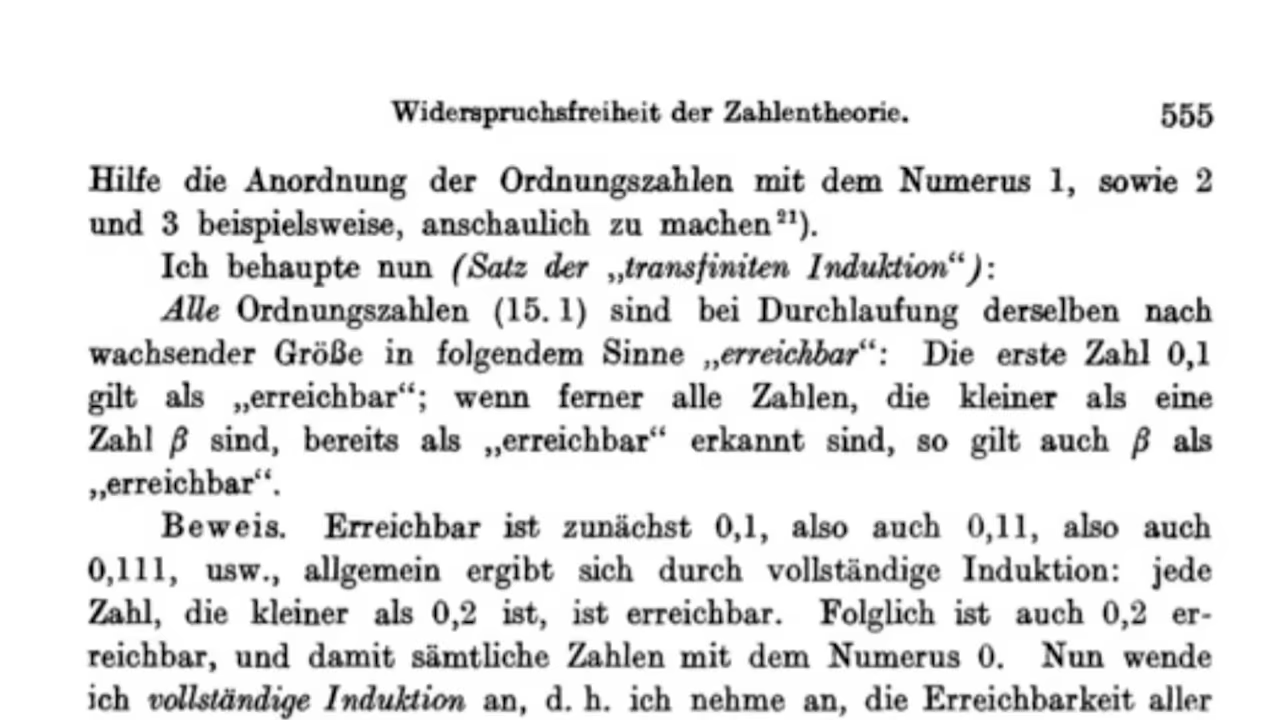 Widerspruchsfreiheit der Zahlentheorie. 555
Hilfe die Anordnung der Ordnungszahlen mit dem Numerus 1, sowie 2
und 3 beispielsweise, anschaulich zu machen²¹).
Ich behaupte nun (Satz der „transfiniten Induktion“):
Alle Ordnungszahlen (15. 1) sind bei Durchlaufung derselben nach
wachsender Größe in folgendem Sinne „erreichbar“: Die erste Zahl 0,1
gilt als „erreichbar“; wenn ferner alle Zahlen, die kleiner als eine
Zahl β sind, bereits als „erreichbar“ erkannt sind, so gilt auch β als
„erreichbar“.
Beweis. Erreichbar ist zunächst 0,1, also auch 0,11, also auch
0,111, usw., allgemein ergibt sich durch vollständige Induktion: jede
Zahl, die kleiner als 0,2 ist, ist erreichbar. Folglich ist auch 0,2 er-
reichbar, und damit sämtliche Zahlen mit dem Numerus 0. Nun wende
ich vollständige Induktion an, d. h. ich nehme an, die Erreichbarkeit aller